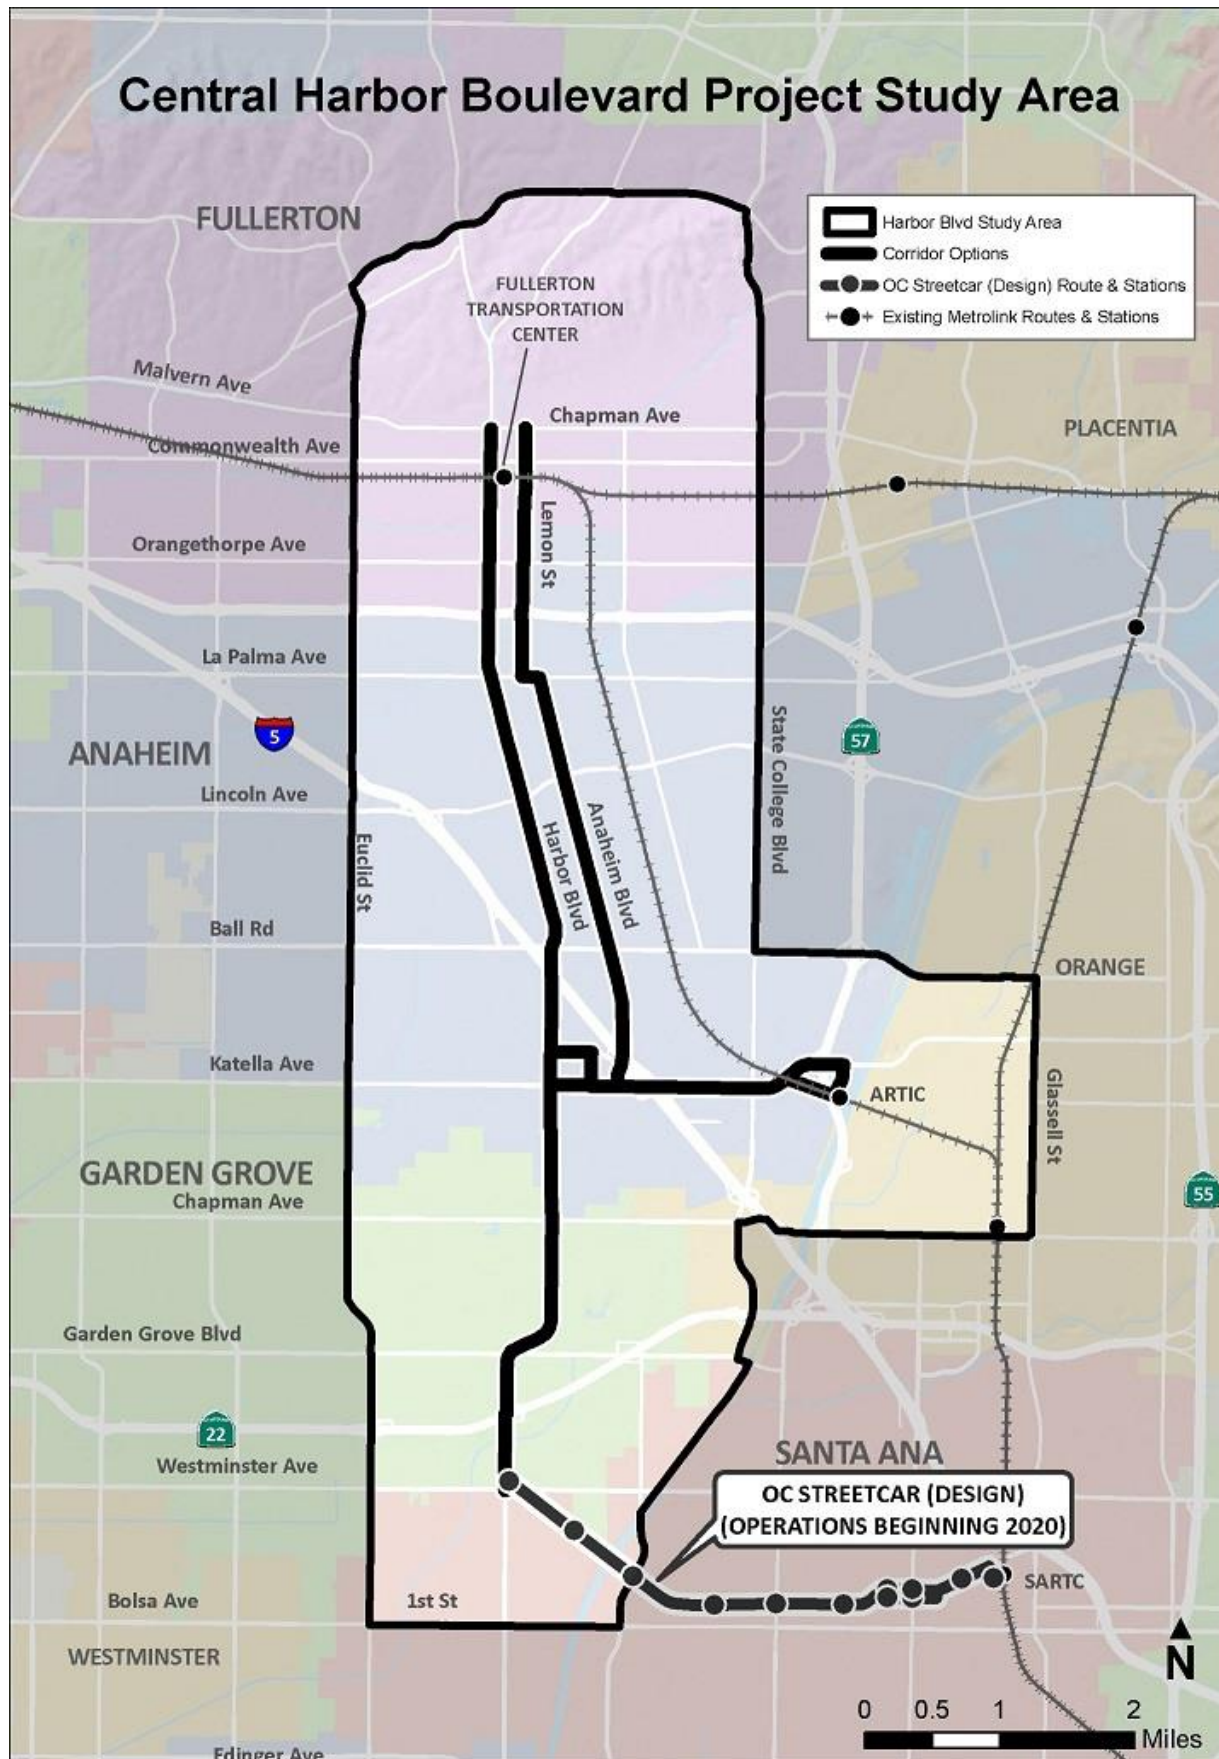 Central Harbor Boulevard Project Study Area
FULLERTON
Harbor Blvd Study Area
Corridor Options
OC Streetcar (Design) Route & Stations
Existing Metrolink Routes & Stations
FULLERTON
TRANSPORTATION
CENTER
Malvern Ave
Chapman Ave
PLACENTIA
Commonwealth Ave
Lemon St
Orangethorpe Ave
La Palma Ave
State College Blvd
57
5
ANAHEIM
Lincoln Ave
Euclid St
Harbor Blvd
Anaheim Blvd
Ball Rd
ORANGE
Katella Ave
ARTIC
Glassell St
GARDEN GROVE
Chapman Ave
55
Garden Grove Blvd
22
Westminster Ave
SANTA ANA
OC STREETCAR (DESIGN)
(OPERATIONS BEGINNING 2020)
SARTC
Bolsa Ave
1st St
WESTMINSTER
N
0 0.5 1 2
Miles
Edinger Ave